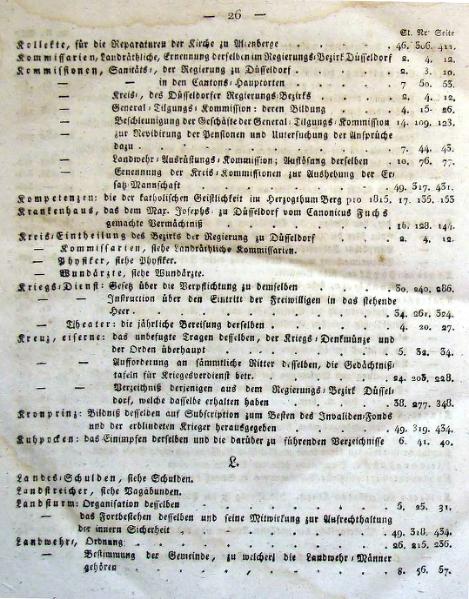 — 26 —
St. Nr. Seite
Kollekte, für die Reparaturen der Kirche zu Menberge . . . 46. 306. 422.
Kommissarien, Landräthliche, Ernennung derselben im Regierungs-Bezirk Düsseldorf 2. 4. 12.
Kommissionen, Sanitäts-, der Regierung zu Düsseldorf . . . 2. 3. 10.
— — in den Cantons-Hauptorten . . . 7. 50. 53.
— Kreis-, des Düsseldorfer Regierungs-Bezirks . . . 2. 4. 12.
— General-Tilgungs-Kommission: deren Bildung . . . 4. 15. 26.
— Beschleunigung der Geschäfte der General-Tilgungs-Kommission 14. 109. 123.
— zur Revidirung der Pensionen und Untersuchung der Ansprüche
dazu . . . 7. 44. 43.
— Landwehr-Ausrüstungs-Kommission; Auflösung derselben . . 10. 76. 77.
— Ernennung der Kreis-Kommissionen zur Aushebung der Er-
satz-Mannschaft . . . 49. 317. 431.
Kompetenzen: die der katholischen Geistlichkeit im Herzogthum Berg pro 1815. 17. 135. 153
Krankenhaus, das dem Max. Josephs- zu Düsseldorf vom Canonicus Fuchs
gemachte Vermächtniß . . . 16. 128. 144.
Kreis-Eintheilung des Bezirks der Regierung zu Düsseldorf . . 2. 4. 12.
— Kommissarien, siehe Landräthliche Kommissarien.
— Physiker, siehe Physiker.
— Wundärzte, siehe Wundärzte.
Kriegs-Dienst: Gesetz über die Verpflichtung zu demselben . . 30. 240. 286.
— — Instruction über den Eintritt der Freiwilligen in das stehende
Heer . . . 34. 261. 324.
— Theater: die jährliche Bereisung derselben . . . 4. 20. 27.
Kreuz, eiserne: das unbefugte Tragen desselben, der Kriegs-Denkmünze und
der Orden überhaupt . . . 5. 32. 34.
— — Aufforderung an sämmtliche Ritter desselben, die Gedächtniß-
tafeln für Kriegsverdienst betr. . . . 24. 203. 228.
— — Verzeichniß derjenigen aus dem Regierungs-Bezirk Düssel-
dorf, welche dasselbe erhalten haben . . . 38. 277. 348.
Kronprinz: Bildniß desselben auf Subscription zum Besten des Invaliden-Fonds
und der erblindeten Krieger herausgegeben . . . 49. 319. 434.
Kuhpocken: das Einimpfen derselben und die darüber zu führenden Verzeichnisse 6. 41. 40.
L.
Landes-Schulden, siehe Schulden.
Landstreicher, siehe Vagabunden.
Landsturm: Organisation desselben . . . 5. 25. 31.
— das Fortbestehen desselben und seine Mitwirkung zur Aufrechthaltung
der innern Sicherheit . . . 49. 318. 434.
Landwehr, Ordnung: . . . 26. 215. 236.
— Bestimmung der Gemeinde, zu welcher die Landwehr-Männer
gehören . . . 8. 56. 57.